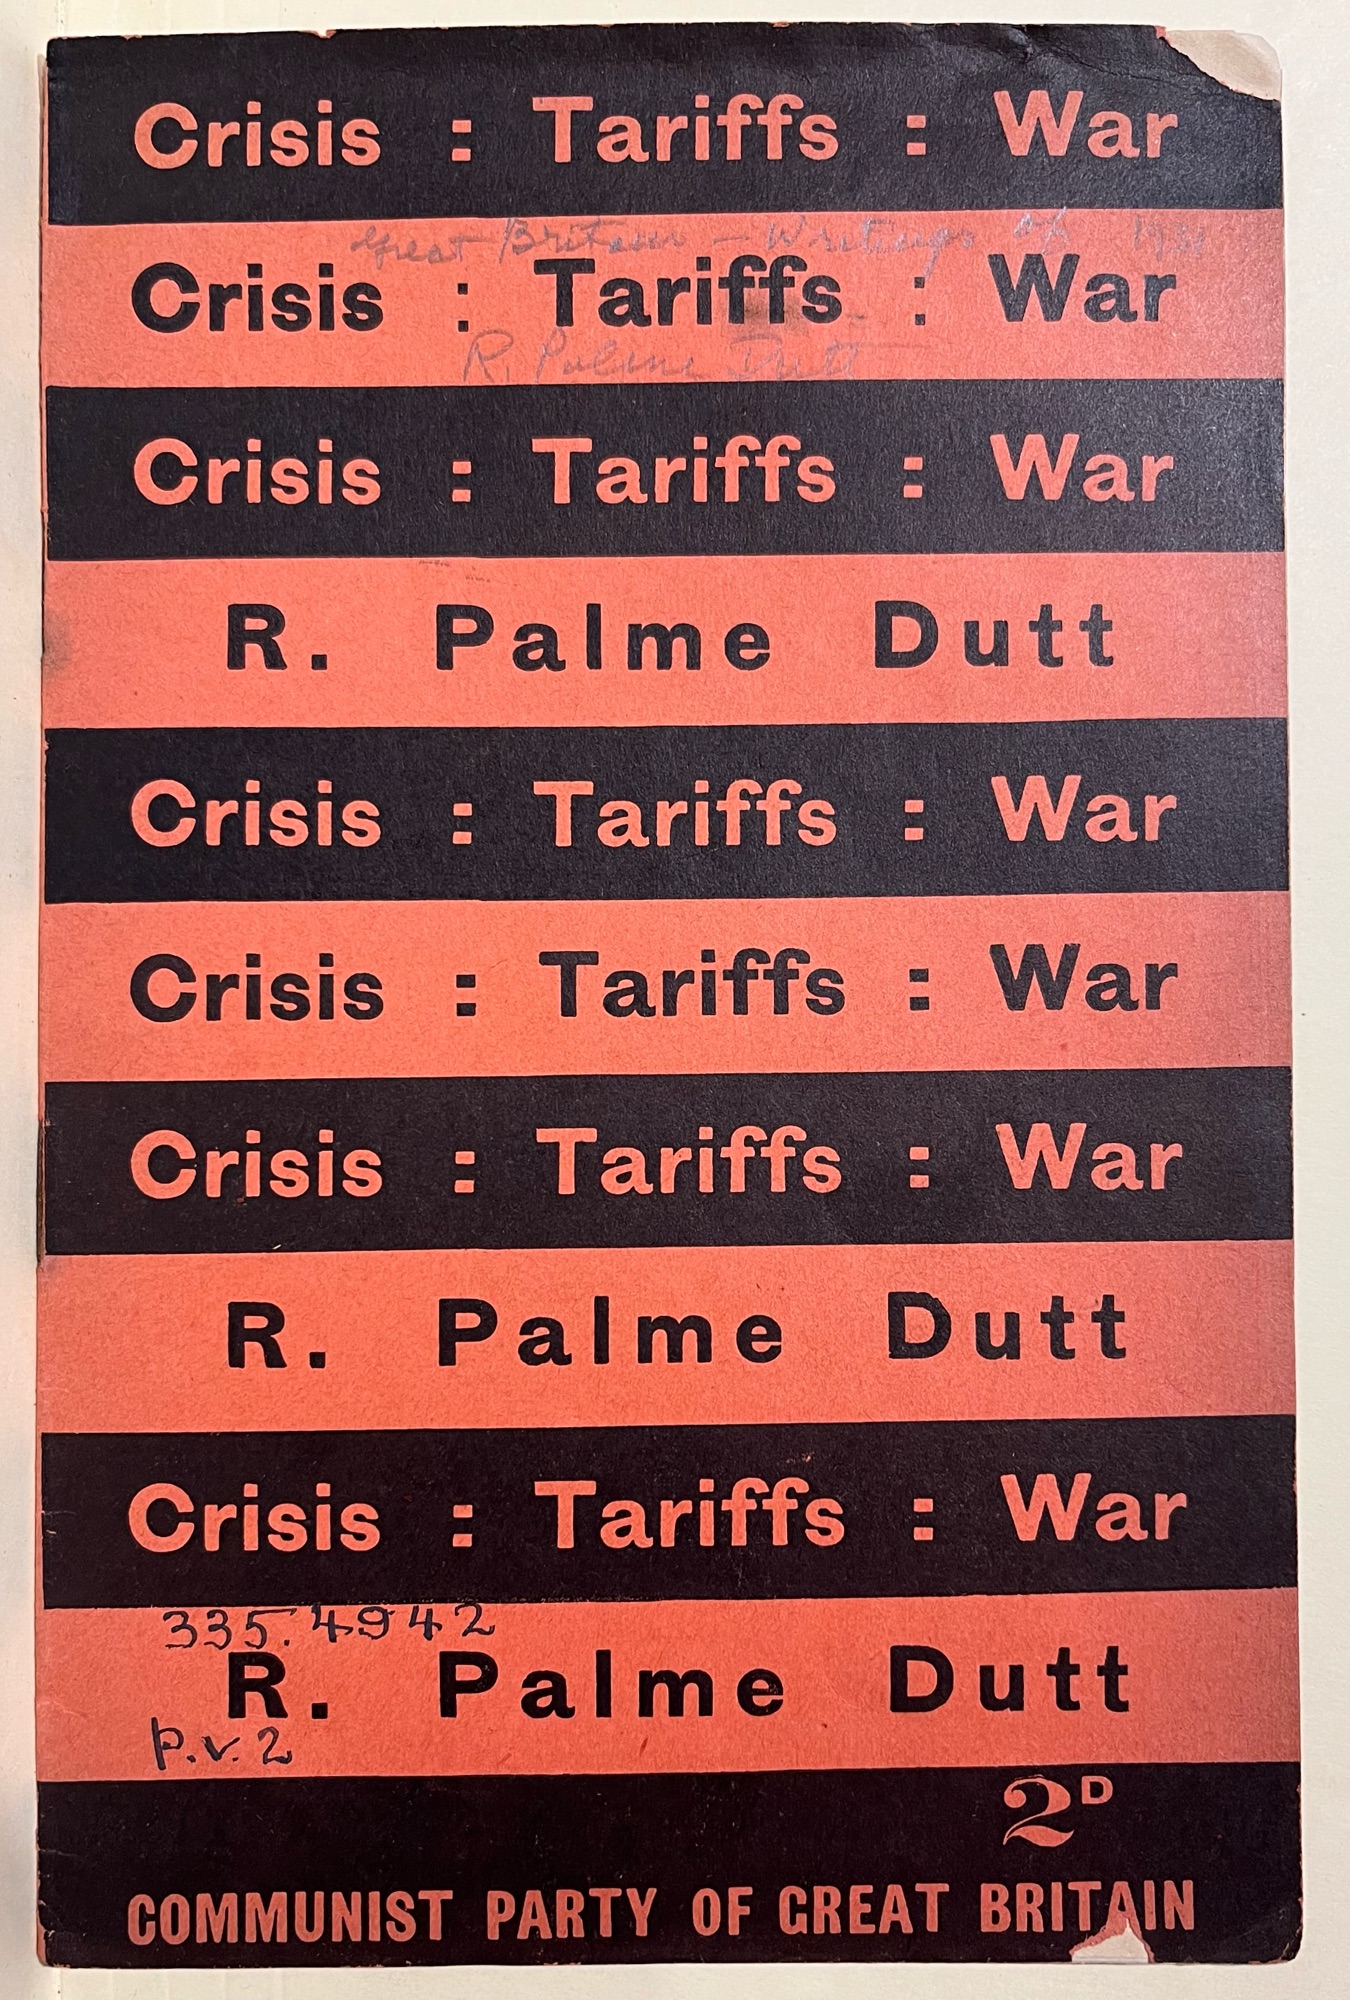 Crisis : Tariffs : War
Great Britain – Writings of 1931
Crisis : Tariffs : War
R. Palme Dutt
Crisis : Tariffs : War
R. Palme Dutt
Crisis : Tariffs : War
Crisis : Tariffs : War
Crisis : Tariffs : War
R. Palme Dutt
Crisis : Tariffs : War
335.4942
R. Palme Dutt
P.v.2
2D
COMMUNIST PARTY OF GREAT BRITAIN